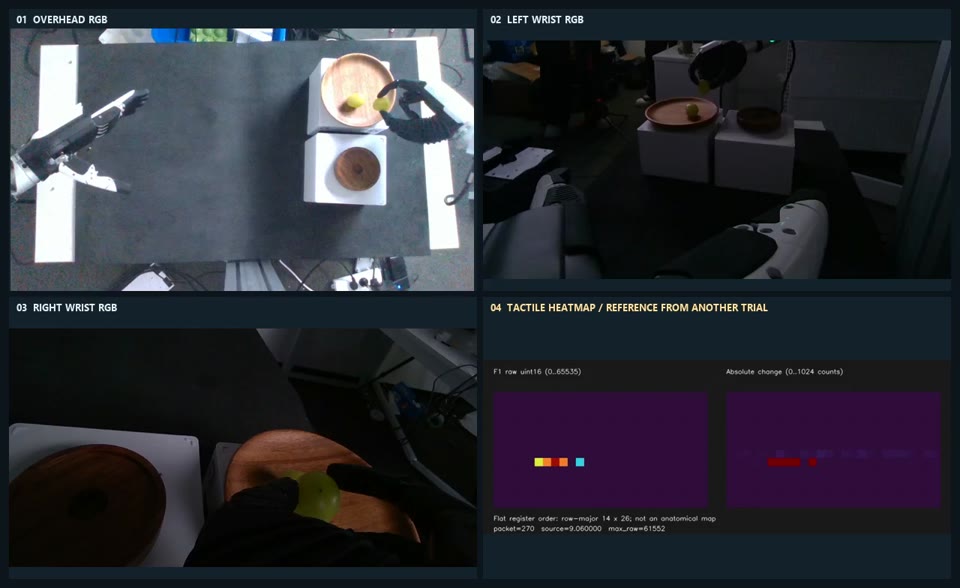 01 OVERHEAD RGB
02 LEFT WRIST RGB
03 RIGHT WRIST RGB
04 TACTILE HEATMAP / REFERENCE FROM ANOTHER TRIAL
F1 raw uint16 (0..65535)
Absolute change (0...1024 counts)
Flat register order: row-major 14 x 26; not an anatomical map
packet=270 source=9.060000 max_raw=61552